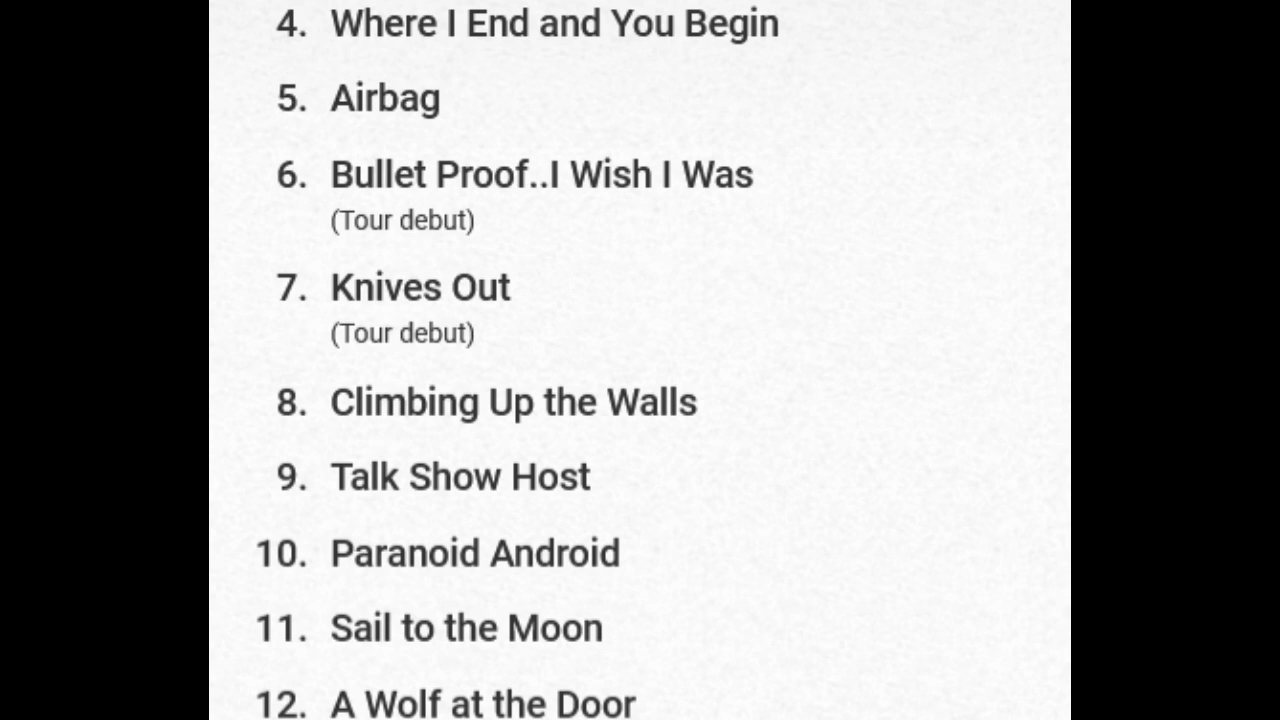 4. Where I End and You Begin
5. Airbag
6. Bullet Proof..I Wish I Was
(Tour debut)
7. Knives Out
(Tour debut)
8. Climbing Up the Walls
9. Talk Show Host
10. Paranoid Android
11. Sail to the Moon
12. A Wolf at the Door